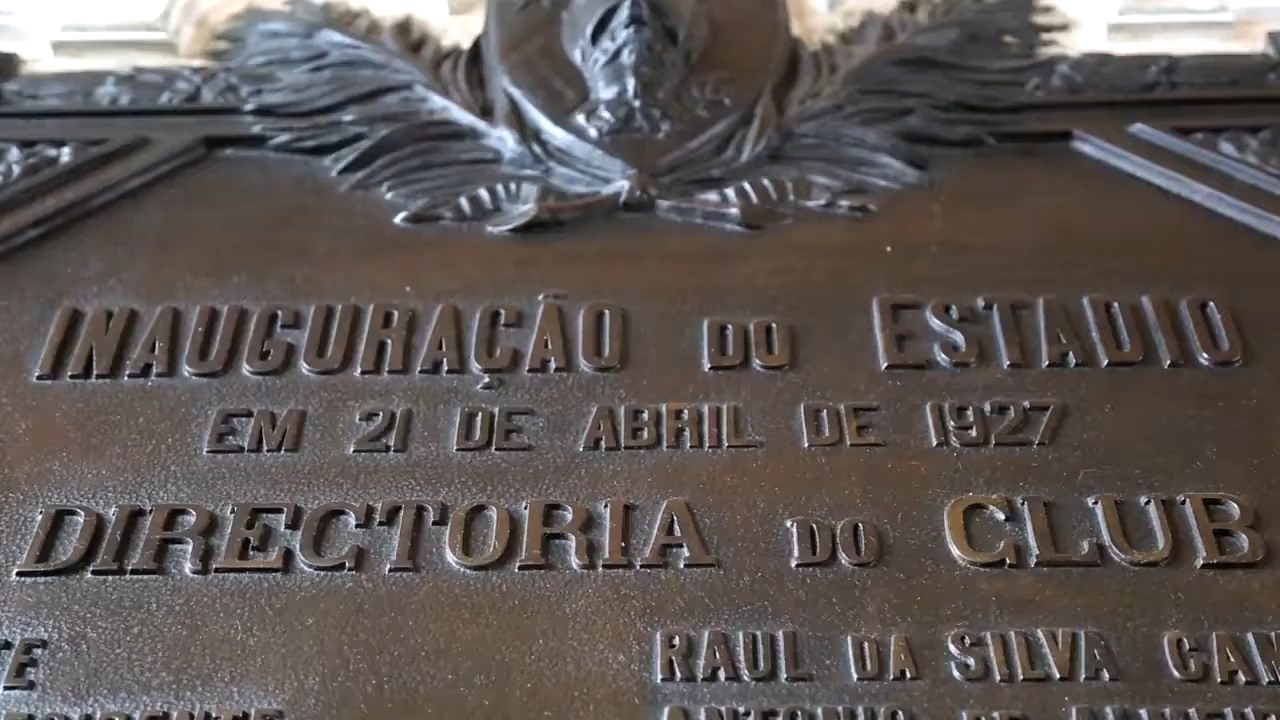 INAUGURAÇÃO DO ESTADIO
EM 21 DE ABRIL DE 1927
DIRECTORIA DO CLUB
RAUL DA SILVA